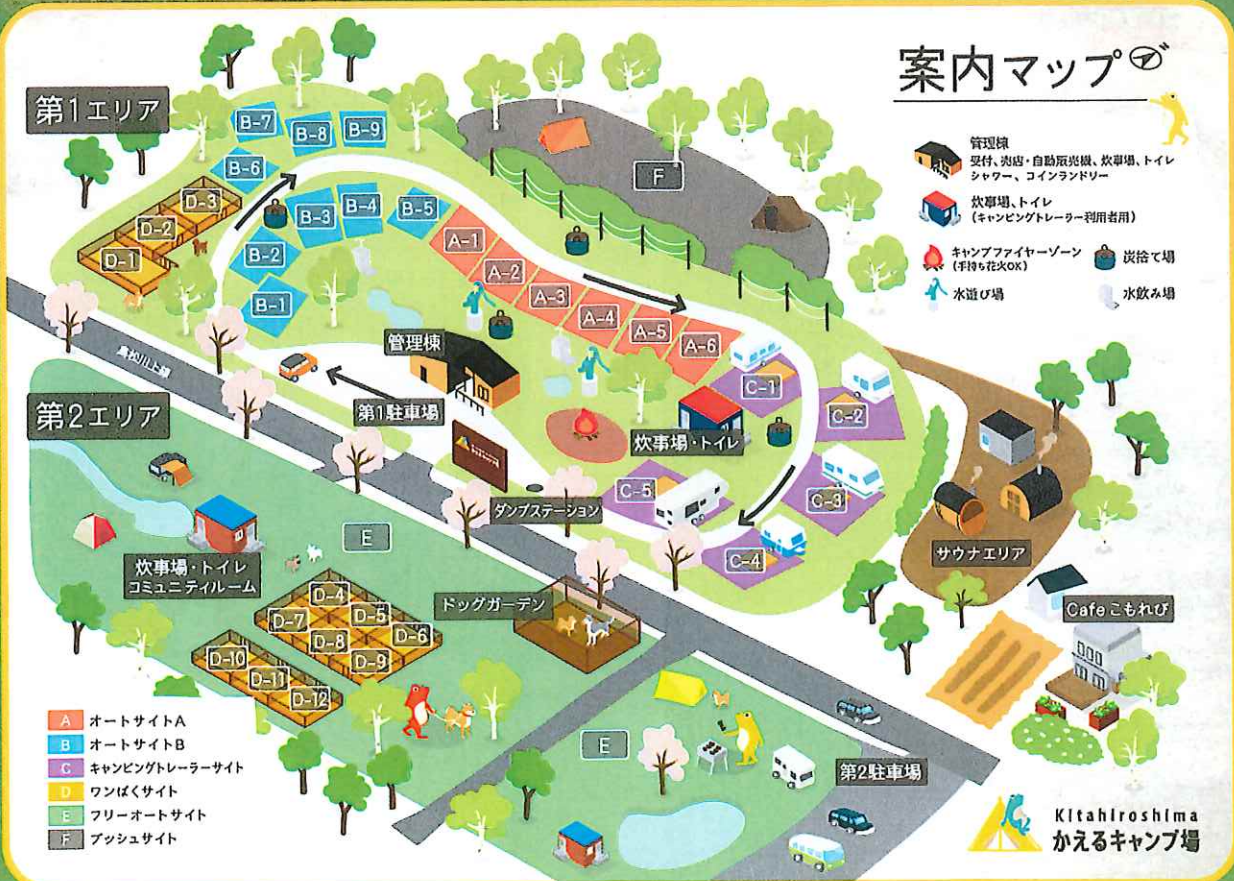 案内マップ
第1エリア
管理棟
受付、売店・自動販売機、炊事場、トイレ
シャワー、コインランドリー
炊事場、トイレ
(キャンピングトレーラー利用者用)
キャンプファイヤーゾーン
(手持ち花火OK)
炭捨て場
水遊び場
水飲み場
B-7
B-8
B-9
B-6
F
D-3
D-2
D-1
B-3
B-4
B-5
B-2
B-1
A-1
A-2
A-3
A-4
A-5
A-6
管理棟
第1駐車場
C-1
C-2
炊事場・トイレ
C-5
C-3
C-4
ダンプステーション
サウナエリア
Cafe こもれび
第2エリア
E
炊事場・トイレ
コミュニティルーム
ドッグガーデン
D-4
D-7
D-5
D-8
D-6
D-9
D-10
D-11
D-12
E
第2駐車場
A オートサイトA
B オートサイトB
C キャンピングトレーラーサイト
D ワンぱくサイト
E フリーオートサイト
F ブッシュサイト
Kitahiroshima
かえるキャンプ場